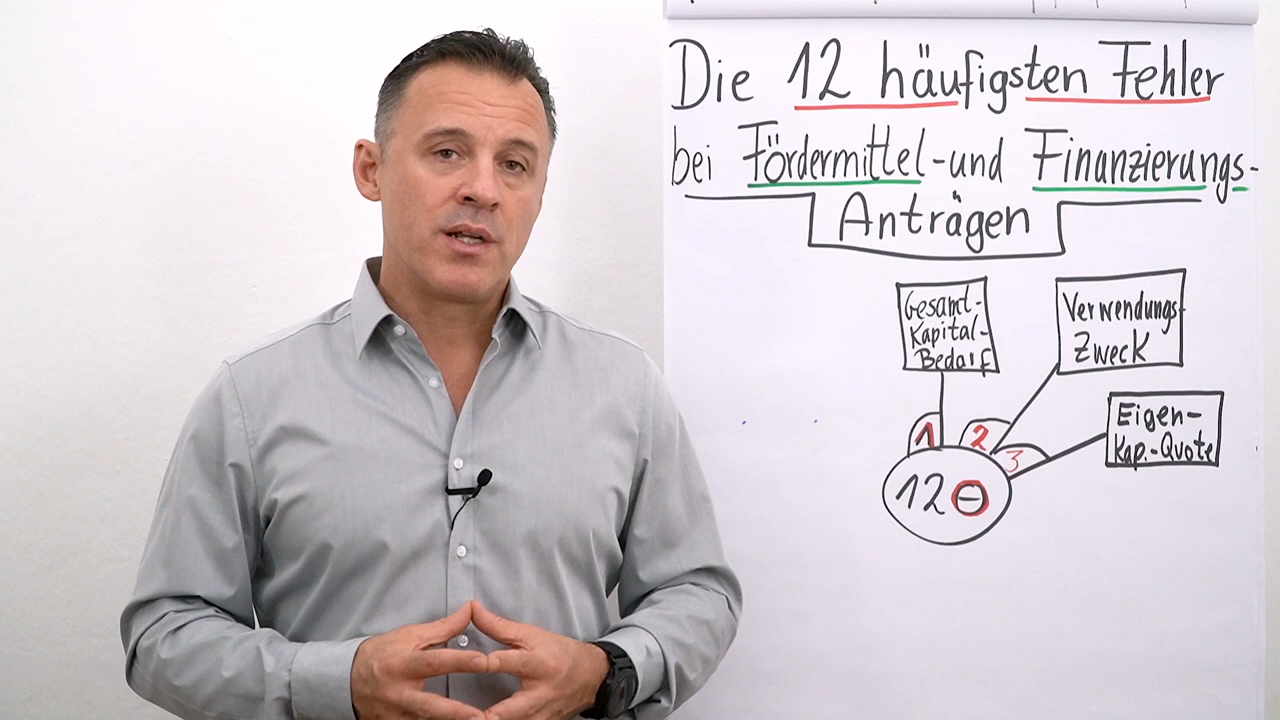 Die 12 häufigsten Fehler
bei Fördermittel-und Finanzierungs-
Anträgen
Gesamt-
Kapital-
Bedarf
Verwendungs-
Zweck
Eigen-
Kap.-Quote
1
2
3
12